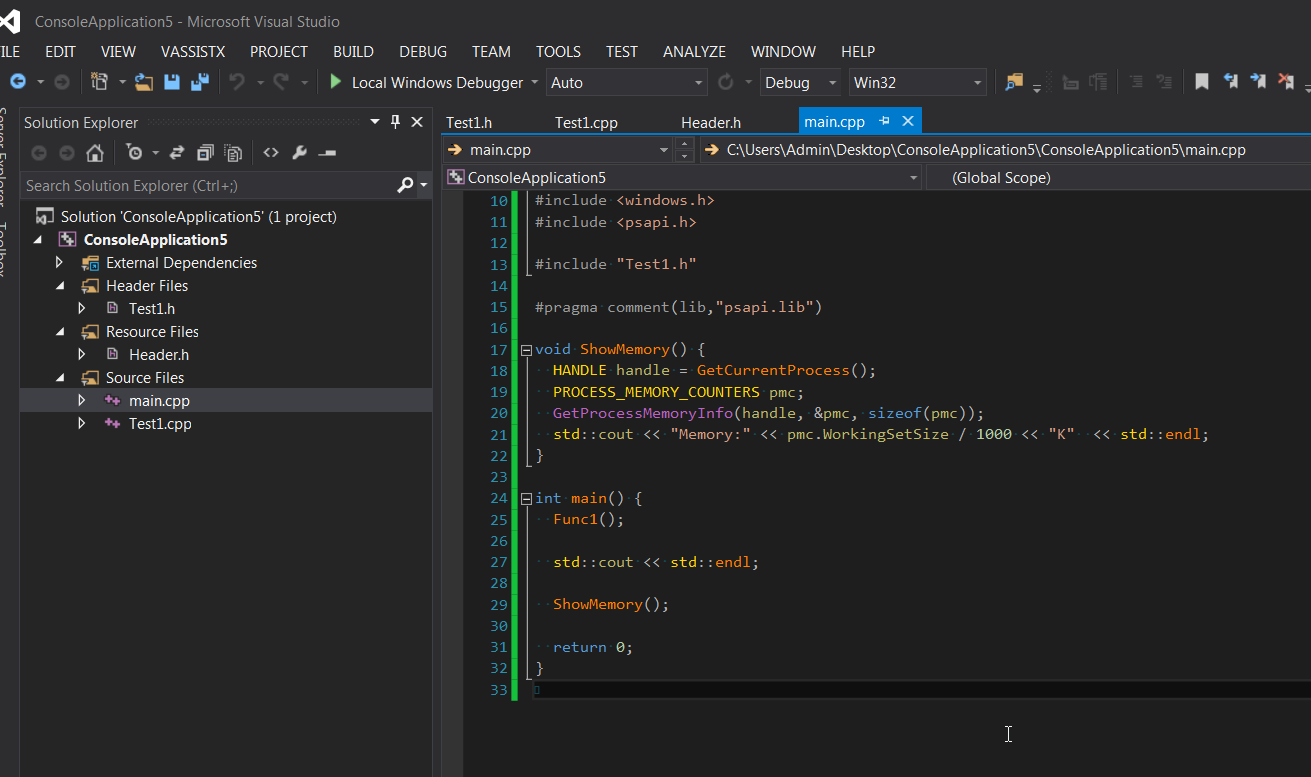 ConsoleApplication5 - Microsoft Visual Studio
ILE EDIT VIEW VASSISTX PROJECT BUILD DEBUG TEAM TOOLS TEST ANALYZE WINDOW HELP
Local Windows Debugger Auto Debug Win32
Server Explorer
Toolbox
Solution Explorer
Search Solution Explorer (Ctrl+;)
Solution 'ConsoleApplication5' (1 project)
ConsoleApplication5
External Dependencies
Header Files
Test1.h
Resource Files
Header.h
Source Files
main.cpp
Test1.cpp
Test1.h Test1.cpp Header.h main.cpp
main.cpp C:\Users\Admin\Desktop\ConsoleApplication5\ConsoleApplication5\main.cpp
ConsoleApplication5 (Global Scope)
10 #include <windows.h>
11 #include <psapi.h>
12
13 #include "Test1.h"
14
15 #pragma comment(lib,"psapi.lib")
16
17 void ShowMemory() {
18 HANDLE handle = GetCurrentProcess();
19 PROCESS_MEMORY_COUNTERS pmc;
20 GetProcessMemoryInfo(handle, &pmc, sizeof(pmc));
21 std::cout << "Memory:" << pmc.WorkingSetSize / 1000 << "K"  << std::endl;
22 }
23
24 int main() {
25 Func1();
26
27 std::cout << std::endl;
28
29 ShowMemory();
30
31 return 0;
32 }
33